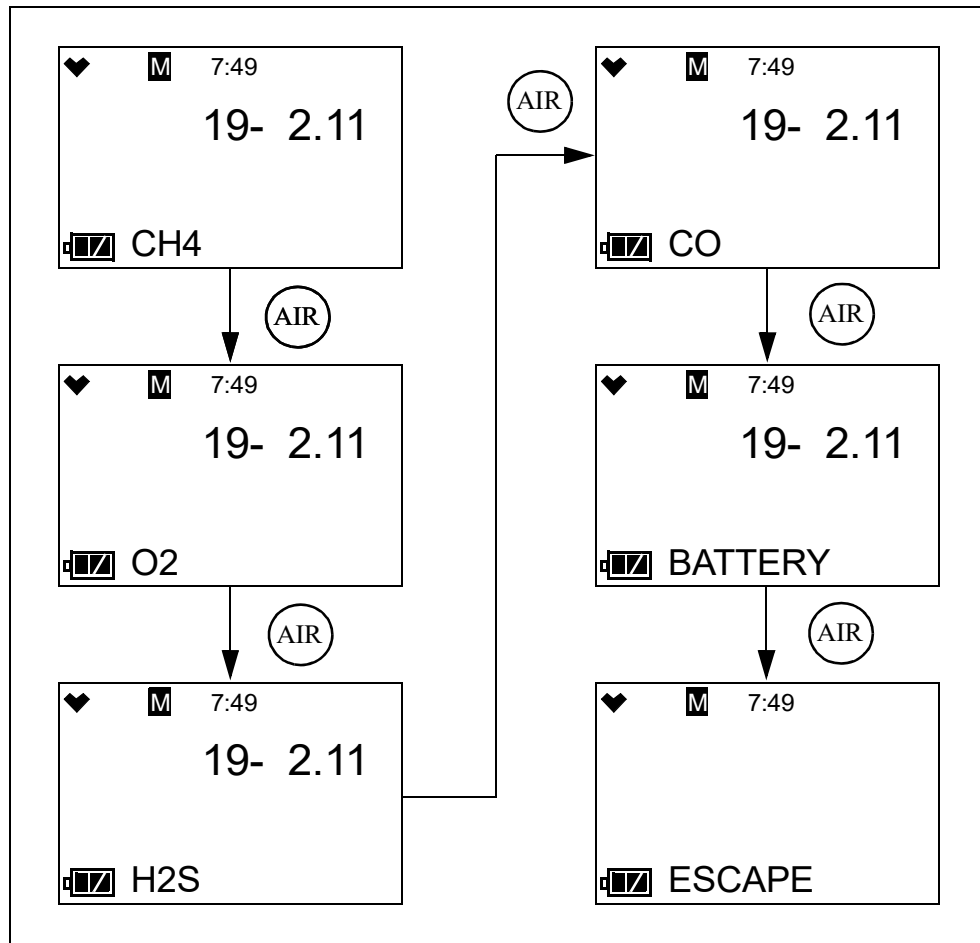 M 7:49
19- 2.11
CH4
AIR
M 7:49
19- 2.11
O2
AIR
M 7:49
19- 2.11
H2S
AIR
M 7:49
19- 2.11
CO
AIR
M 7:49
19- 2.11
BATTERY
AIR
M 7:49
ESCAPE